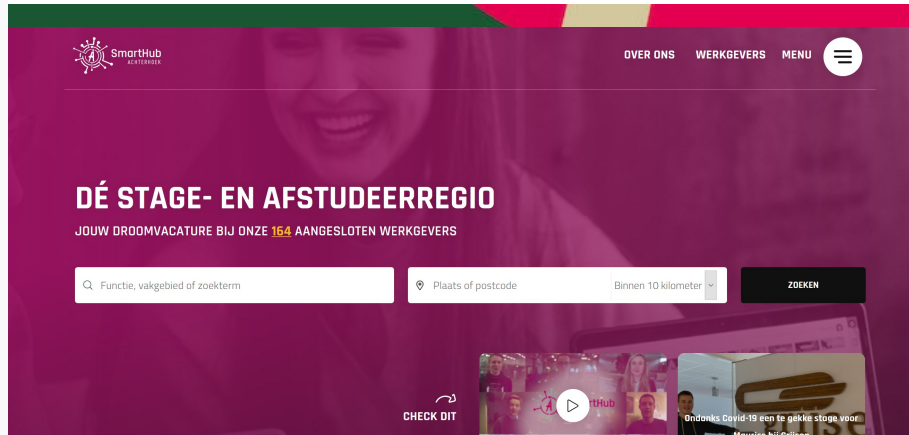 SmartHub
ACHTERHOEK
OVER ONS WERKGEVERS MENU
DÉ STAGE- EN AFSTUDEERREGIO
JOUW DROOMVACATURE BIJ ONZE 164 AANGESLOTEN WERKGEVERS
Functie, vakgebied of zoekterm
Plaats of postcode
Binnen 10 kilometer
ZOEKEN
CHECK DIT
rtHub
Ondanks Covid-19 een te gekke stage voor